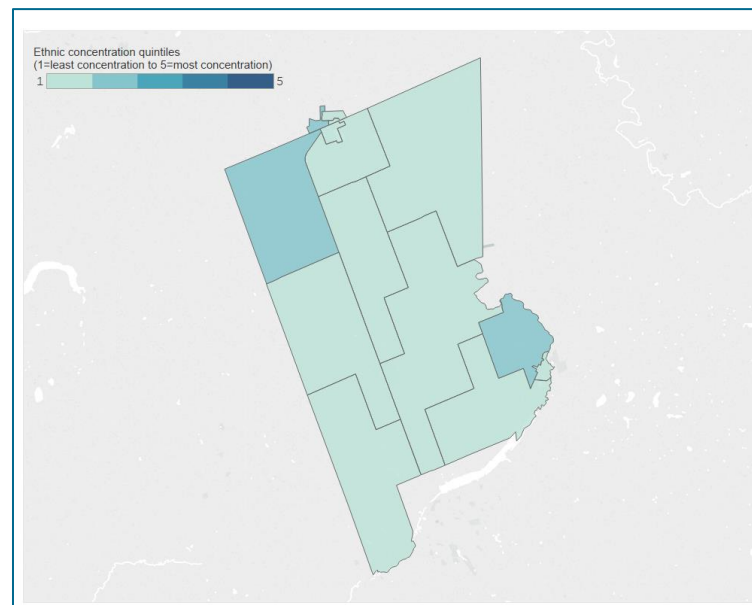 Ethnic concentration quintiles
(1=least concentration to 5=most concentration)
1 5